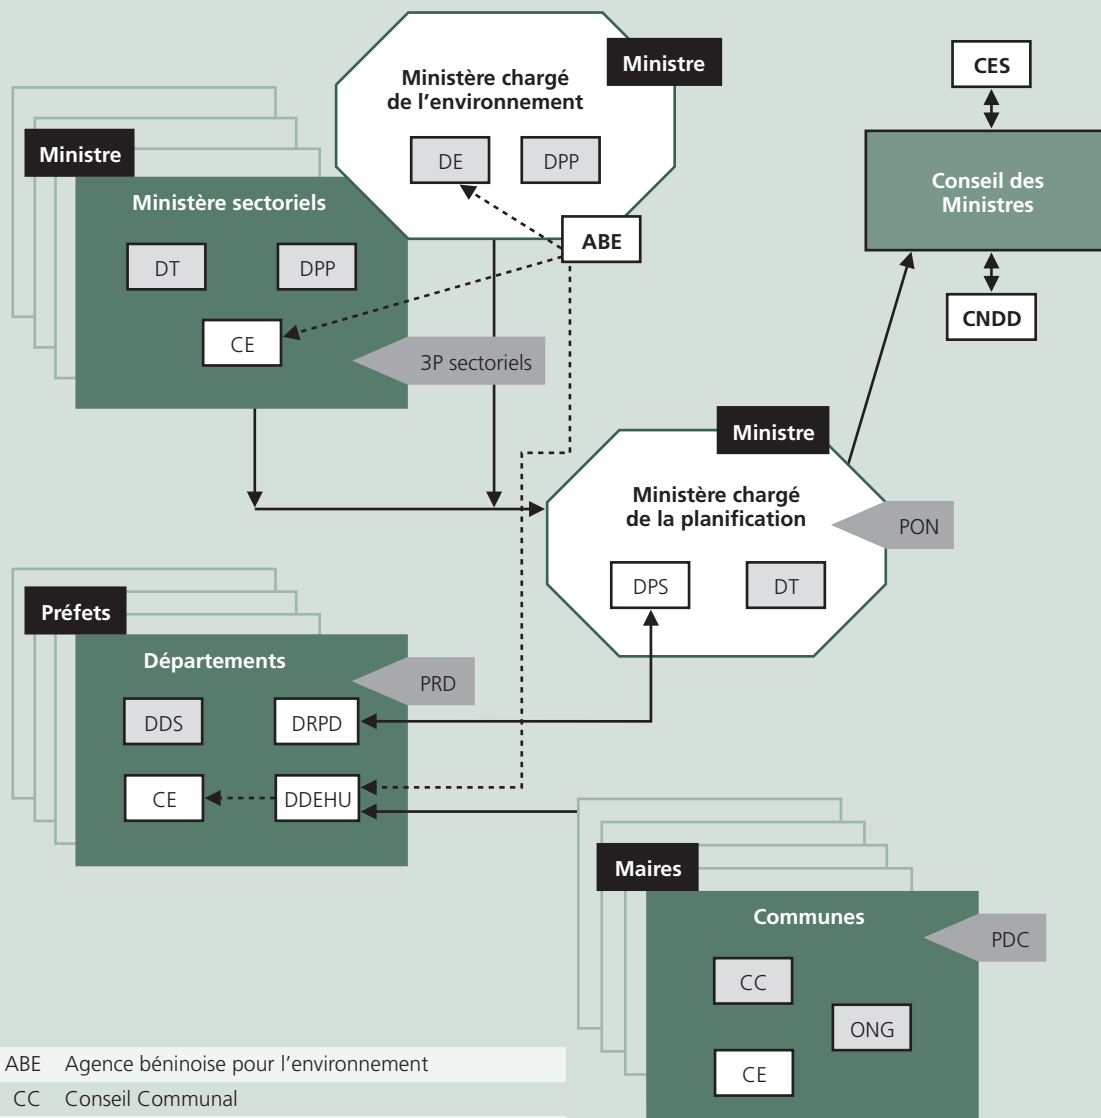 Ministère chargé
de l'environnement
Ministre
DE
DPP
ABE
CES
Conseil des
Ministres
CNDD
Ministre
Ministère sectoriels
DT
DPP
CE
3P sectoriels
Ministre
Ministère chargé
de la planification
PON
DPS
DT
Préfets
Départements
PRD
DDS
DRPD
CE
DDEHU
Maires
Communes
PDC
CC
ONG
CE
ABE Agence béninoise pour l'environnement
CC Conseil Communal